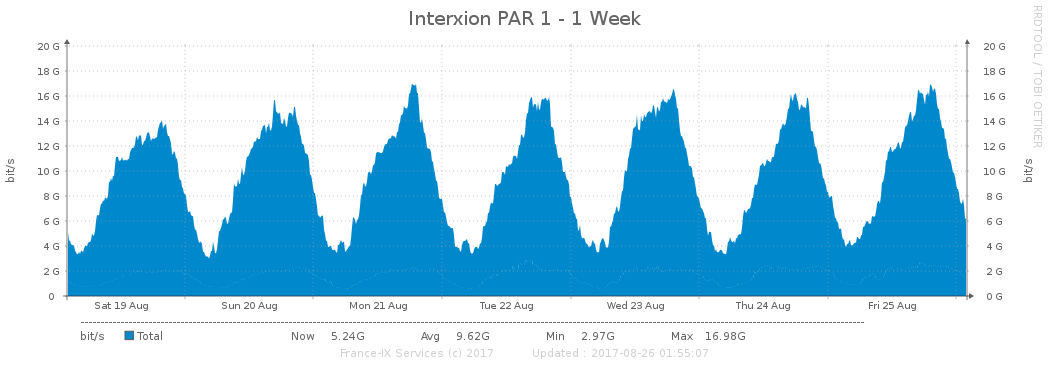 Interxion PAR 1 - 1 Week
RRDTOOL / TOBI OETIKER
20 G 20 G
18 G 18 G
16 G 16 G
14 G 14 G
12 G 12 G
10 G 10 G
8 G 8 G
6 G 6 G
4 G 4 G
2 G 2 G
0 0 G
bit/s
bit/s
Sat 19 Aug Sun 20 Aug Mon 21 Aug Tue 22 Aug Wed 23 Aug Thu 24 Aug Fri 25 Aug
bit/s Total Now 5.24G Avg 9.62G Min 2.97G Max 16.98G
France-IX Services (c) 2017 Updated : 2017-08-26 01:55:07